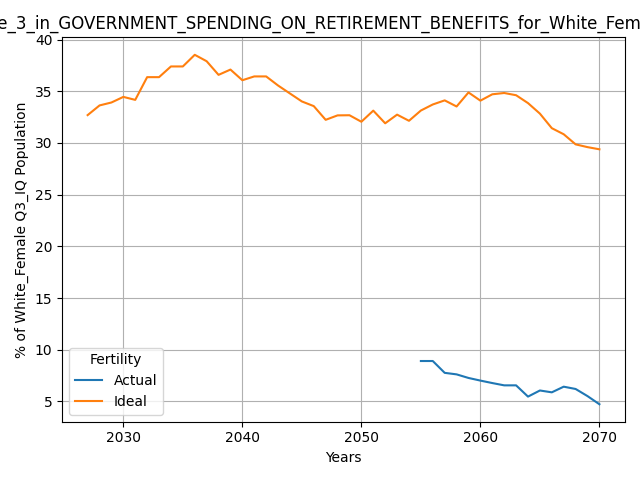 e_3_in_GOVERNMENT_SPENDING_ON_RETIREMENT_BENEFITS_for_White_Fem
% of White_Female Q3_IQ Population
40
35
30
25
20
15
10
5
Fertility
Actual
Ideal
2030
2040
2050
2060
2070
Years